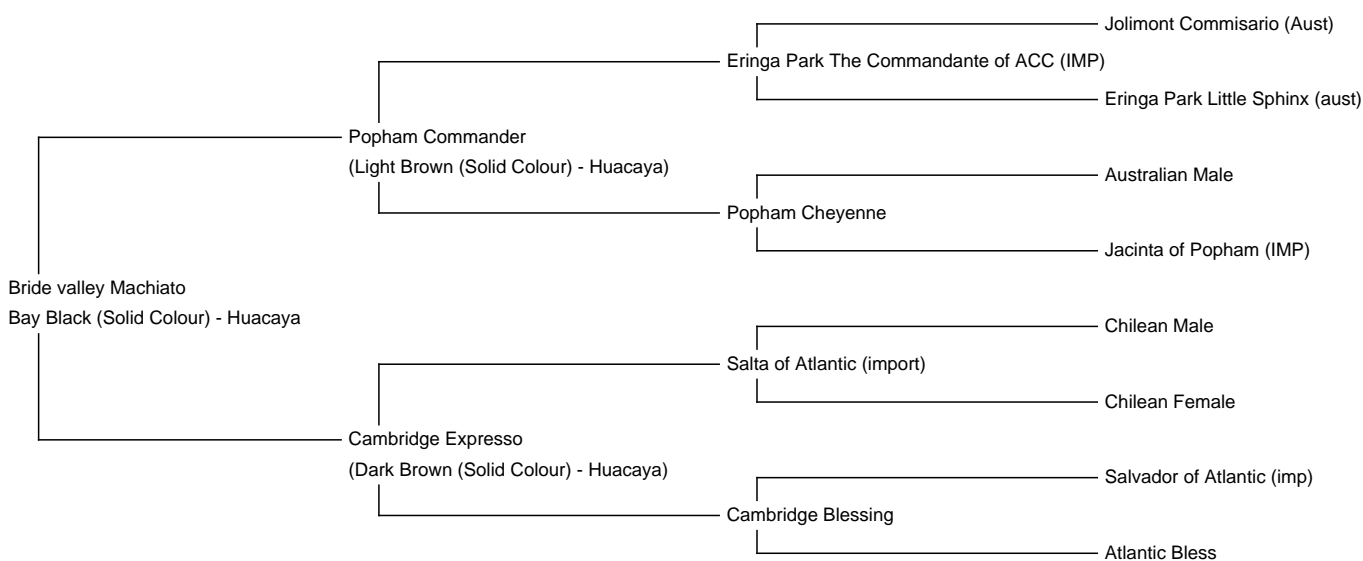 Jolimont Commisario (Aust)
Eringa Park The Commandante of ACC (IMP)
Eringa Park Little Sphinx (aust)
Popham Commander
(Light Brown (Solid Colour) - Huacaya)
Australian Male
Popham Cheyenne
Jacinta of Popham (IMP)
Bride valley Machiato
Bay Black (Solid Colour) - Huacaya
Chilean Male
Salta of Atlantic (import)
Chilean Female
Cambridge Expresso
(Dark Brown (Solid Colour) - Huacaya)
Salvador of Atlantic (imp)
Cambridge Blessing
Atlantic Bless